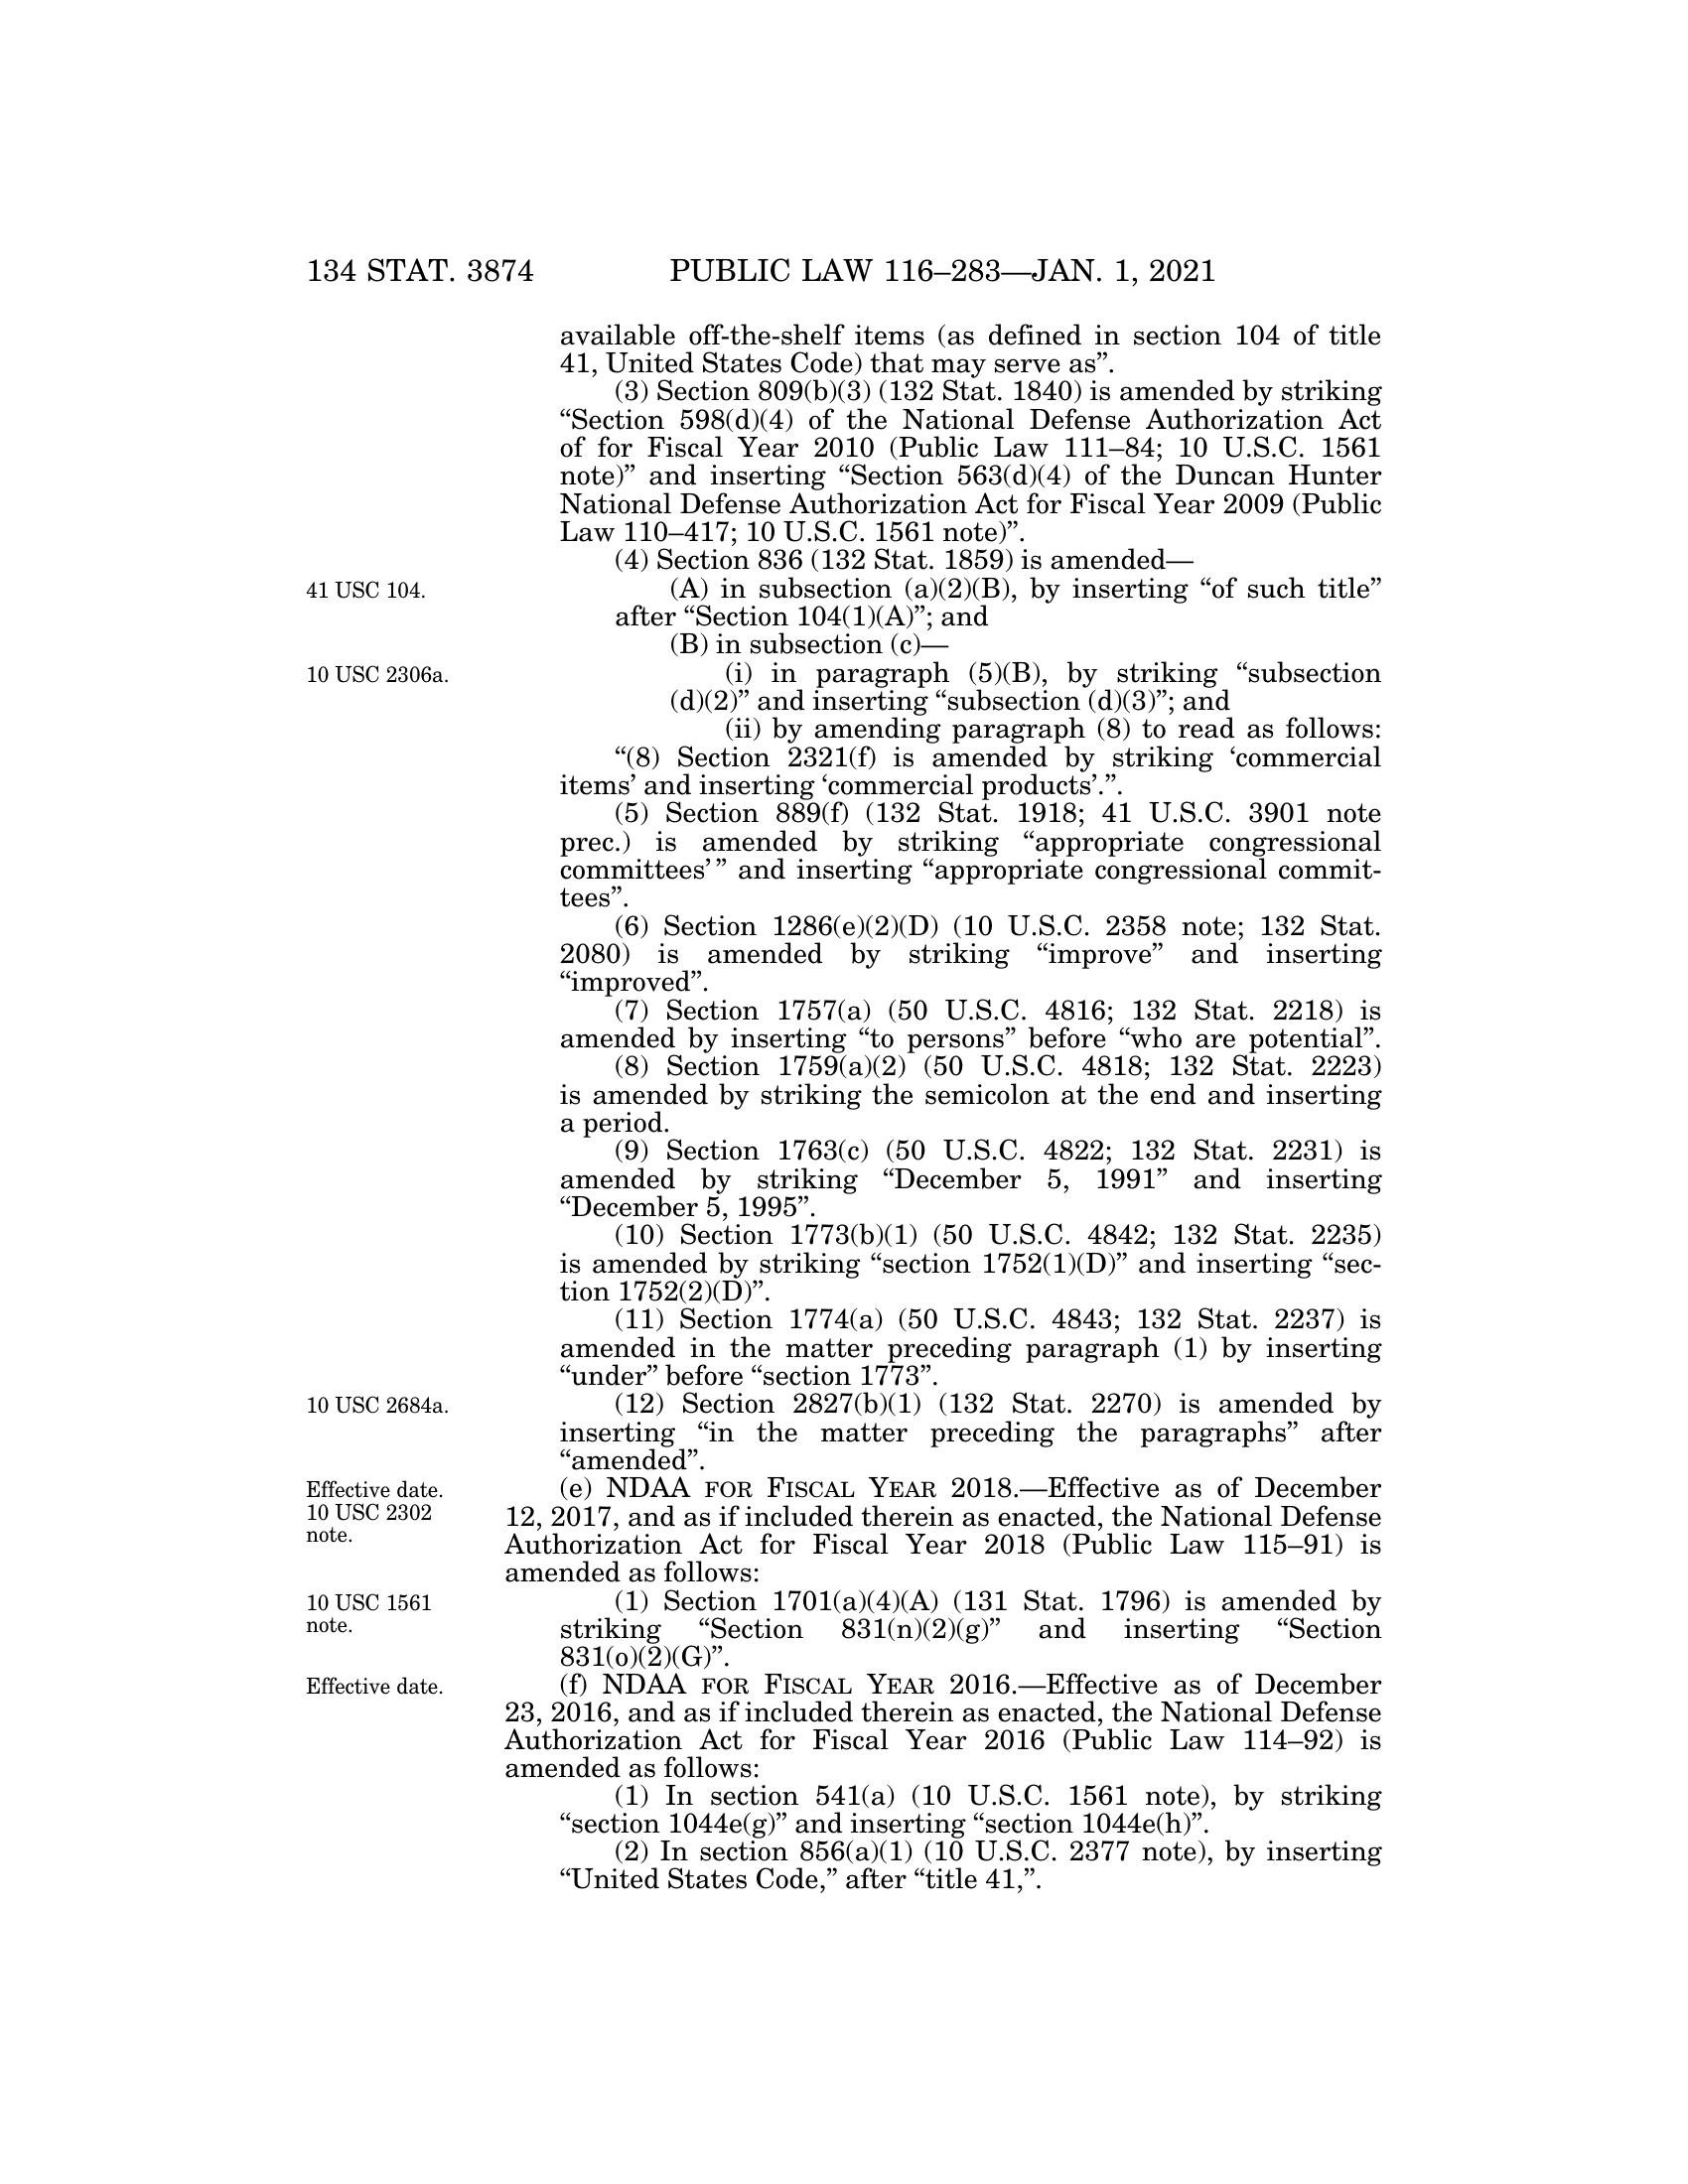 134 STAT. 3874 PUBLIC LAW 116–283—JAN. 1, 2021
available off-the-shelf items (as defined in section 104 of title
41, United States Code) that may serve as”.
(3) Section 809(b)(3) (132 Stat. 1840) is amended by striking
“Section 598(d)(4) of the National Defense Authorization Act
of for Fiscal Year 2010 (Public Law 111–84; 10 U.S.C. 1561
note)” and inserting “Section 563(d)(4) of the Duncan Hunter
National Defense Authorization Act for Fiscal Year 2009 (Public
Law 110–417; 10 U.S.C. 1561 note)”.
(4) Section 836 (132 Stat. 1859) is amended—
41 USC 104.
(A) in subsection (a)(2)(B), by inserting “of such title”
after “Section 104(1)(A)”; and
(B) in subsection (c)—
10 USC 2306a.
(i) in paragraph (5)(B), by striking “subsection
(d)(2)” and inserting “subsection (d)(3)”; and
(ii) by amending paragraph (8) to read as follows:
“(8) Section 2321(f) is amended by striking ‘commercial
items’ and inserting ‘commercial products’.”.
(5) Section 889(f) (132 Stat. 1918; 41 U.S.C. 3901 note
prec.) is amended by striking “appropriate congressional
committees’ ” and inserting “appropriate congressional commit-
tees”.
(6) Section 1286(e)(2)(D) (10 U.S.C. 2358 note; 132 Stat.
2080) is amended by striking “improve” and inserting
“improved”.
(7) Section 1757(a) (50 U.S.C. 4816; 132 Stat. 2218) is
amended by inserting “to persons” before “who are potential”.
(8) Section 1759(a)(2) (50 U.S.C. 4818; 132 Stat. 2223)
is amended by striking the semicolon at the end and inserting
a period.
(9) Section 1763(c) (50 U.S.C. 4822; 132 Stat. 2231) is
amended by striking “December 5, 1991” and inserting
“December 5, 1995”.
(10) Section 1773(b)(1) (50 U.S.C. 4842; 132 Stat. 2235)
is amended by striking “section 1752(1)(D)” and inserting “sec-
tion 1752(2)(D)”.
(11) Section 1774(a) (50 U.S.C. 4843; 132 Stat. 2237) is
amended in the matter preceding paragraph (1) by inserting
“under” before “section 1773”.
10 USC 2684a.
(12) Section 2827(b)(1) (132 Stat. 2270) is amended by
inserting “in the matter preceding the paragraphs” after
“amended”.
Effective date.
10 USC 2302
note.
(e) NDAA FOR FISCAL YEAR 2018.—Effective as of December
12, 2017, and as if included therein as enacted, the National Defense
Authorization Act for Fiscal Year 2018 (Public Law 115–91) is
amended as follows:
10 USC 1561
note.
(1) Section 1701(a)(4)(A) (131 Stat. 1796) is amended by
striking “Section 831(n)(2)(g)” and inserting “Section
831(o)(2)(G)”.
Effective date.
(f) NDAA FOR FISCAL YEAR 2016.—Effective as of December
23, 2016, and as if included therein as enacted, the National Defense
Authorization Act for Fiscal Year 2016 (Public Law 114–92) is
amended as follows:
(1) In section 541(a) (10 U.S.C. 1561 note), by striking
“section 1044e(g)” and inserting “section 1044e(h)”.
(2) In section 856(a)(1) (10 U.S.C. 2377 note), by inserting
“United States Code,” after “title 41,”.